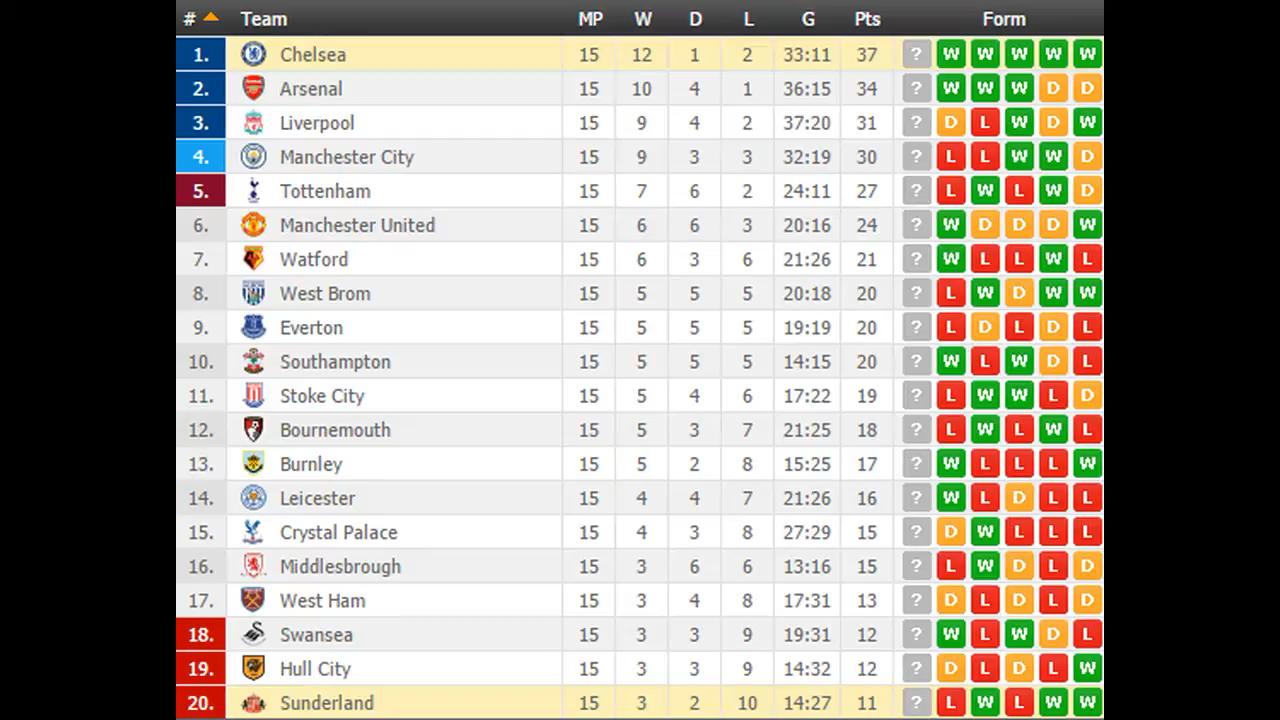 # Team MP W D L G Pts Form
1. Chelsea 15 12 1 2 33:11 37 ? W W W W W
2. Arsenal 15 10 4 1 36:15 34 ? W W W D D
3. Liverpool 15 9 4 2 37:20 31 ? D L W D W
4. Manchester City 15 9 3 3 32:19 30 ? L L W W D
5. Tottenham 15 7 6 2 24:11 27 ? L W L W D
6. Manchester United 15 6 6 3 20:16 24 ? W D D D W
7. Watford 15 6 3 6 21:26 21 ? W L L W L
8. West Brom 15 5 5 5 20:18 20 ? L W D W W
9. Everton 15 5 5 5 19:19 20 ? L D L D L
10. Southampton 15 5 5 5 14:15 20 ? W L W D L
11. Stoke City 15 5 4 6 17:22 19 ? L W W L D
12. Bournemouth 15 5 3 7 21:25 18 ? L W L W L
13. Burnley 15 5 2 8 15:25 17 ? W L L L W
14. Leicester 15 4 4 7 21:26 16 ? W L D L L
15. Crystal Palace 15 4 3 8 27:29 15 ? D W L L L
16. Middlesbrough 15 3 6 6 13:16 15 ? L W D L D
17. West Ham 15 3 4 8 17:31 13 ? D L D L D
18. Swansea 15 3 3 9 19:31 12 ? W L W D L
19. Hull City 15 3 3 9 14:32 12 ? D L D L W
20. Sunderland 15 3 2 10 14:27 11 ? L W L W W